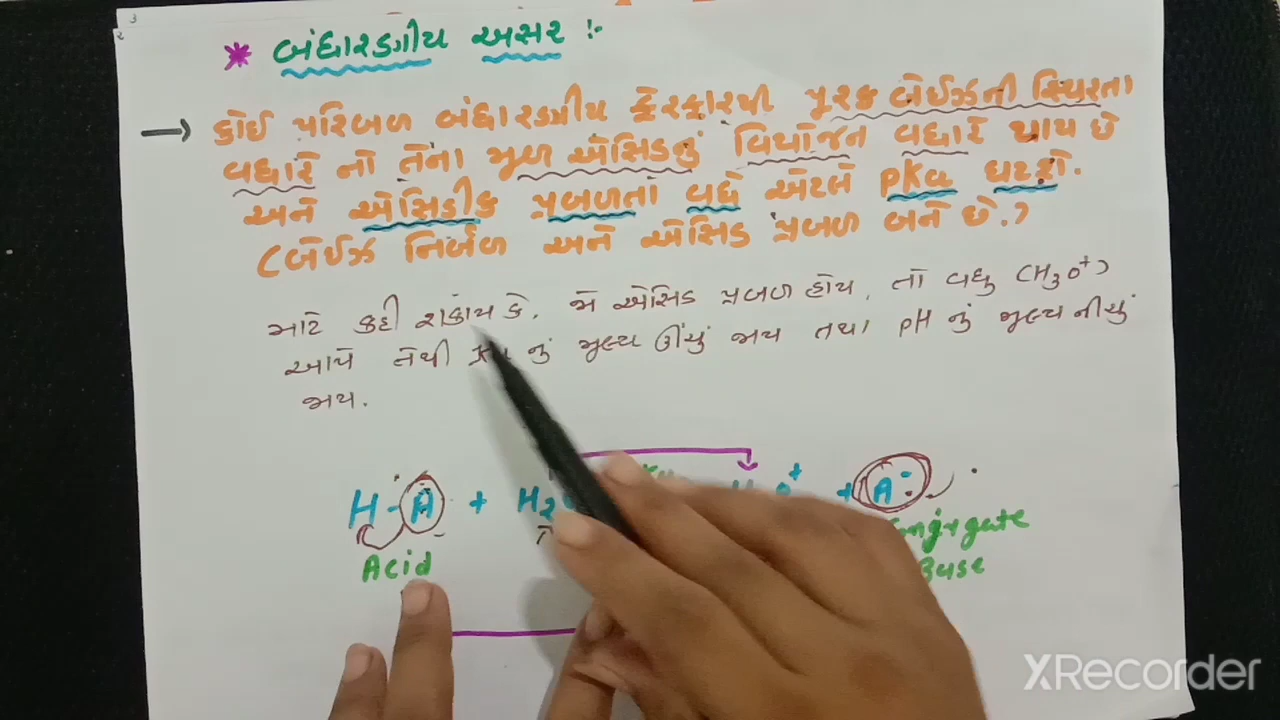 * બંધારણીય અસર :-
→ કોઈ પરિબળ બંધારણીય ફેરફારથી પૂરક બેઈઝની સ્થિરતા
વધારે તો તેના મૂળ એસિડનું વિયોજન વધારે થાય છે
અને એસિડીક પ્રબળતા વધે એટલે pKa ઘટશે.
(બેઈઝ નિર્બળ અને એસિડ પ્રબળ બને છે.)
માટે કહી શકાય કે, જો એસિડ પ્રબળ હોય, તો વધુ (H3O+)
આપે તેથી નું મૂલ્ય ઊંચું જાય તથા pH નું મૂલ્ય નીચું
જાય.
H-A + H2 + A:
Acid Conjrgate
Base
XRecorder